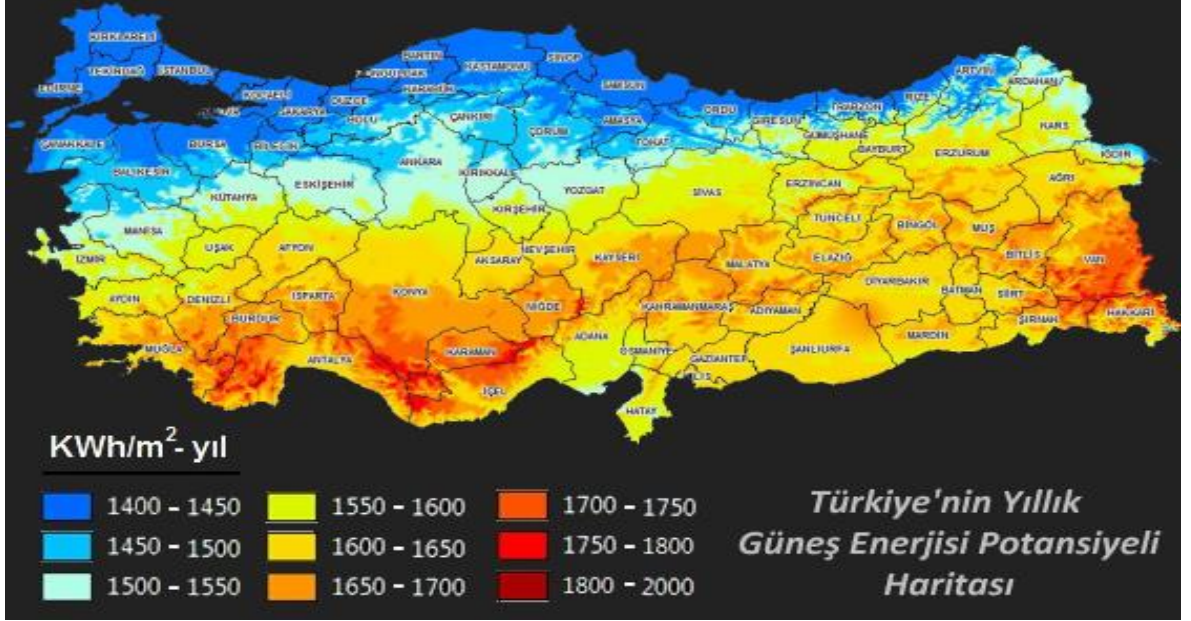 KIRKLARELİ
TEKİRDAĞ
İSTANBUL
EDİRNE
KOCAELİ
SAKARYA
DÜZCE
BOLU
BARTIN
KARABÜK
KASTAMONU
SİNOP
ÇANKIRI
ÇORUM
SAMSUN
AMASYA
TOKAT
ORDU
GİRESUN
TRABZON
RİZE
ARTVİN
ARDAHAN
GÜMÜŞHANE
BAYBURT
ERZURUM
KARS
IĞDIR
AĞRI
ÇANAKKALE
BALIKESİR
BURSA
BİLECİK
KÜTAHYA
ESKİŞEHİR
ANKARA
KIRIKKALE
KIRŞEHİR
YOZGAT
SİVAS
ERZİNCAN
TUNCELİ
BİNGÖL
MUŞ
BİTLİS
VAN
MANİSA
İZMİR
UŞAK
AFYON
AKSARAY
NEVŞEHİR
KAYSERİ
MALATYA
ELAZIĞ
DİYARBAKIR
BATMAN
SİİRT
ŞIRNAK
HAKKARİ
AYDIN
DENİZLİ
ISPARTA
BURDUR
KONYA
NİĞDE
KAHRAMANMARAŞ
ADIYAMAN
MARDİN
MUĞLA
ANTALYA
KARAMAN
İÇEL
ADANA
OSMANİYE
GAZİANTEP
ŞANLIURFA
HATAY
KWh/m²- yıl
1400 – 1450
1450 – 1500
1500 – 1550
1550 – 1600
1600 – 1650
1650 – 1700
1700 – 1750
1750 – 1800
1800 – 2000
Türkiye'nin Yıllık
Güneş Enerjisi Potansiyeli
Haritası